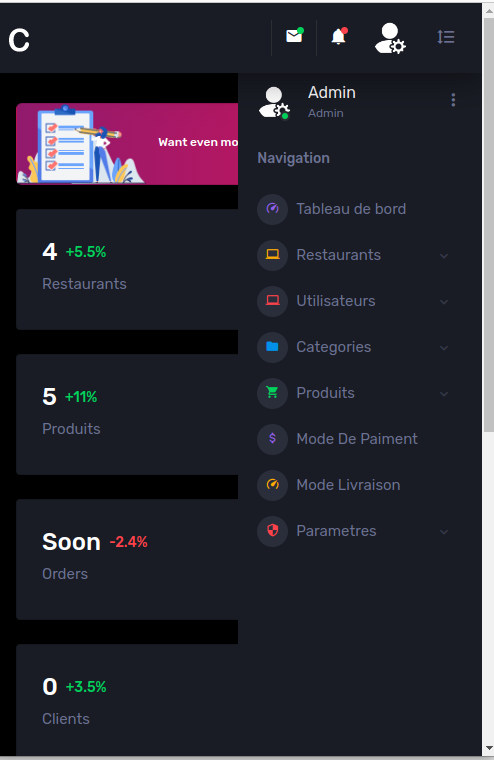 C
Want even mo
4 +5.5%
Restaurants
5 +11%
Produits
Soon -2.4%
Orders
0 +3.5%
Clients
Admin
Admin
Navigation
Tableau de bord
Restaurants
Utilisateurs
Categories
Produits
Mode De Paiment
Mode Livraison
Parametres